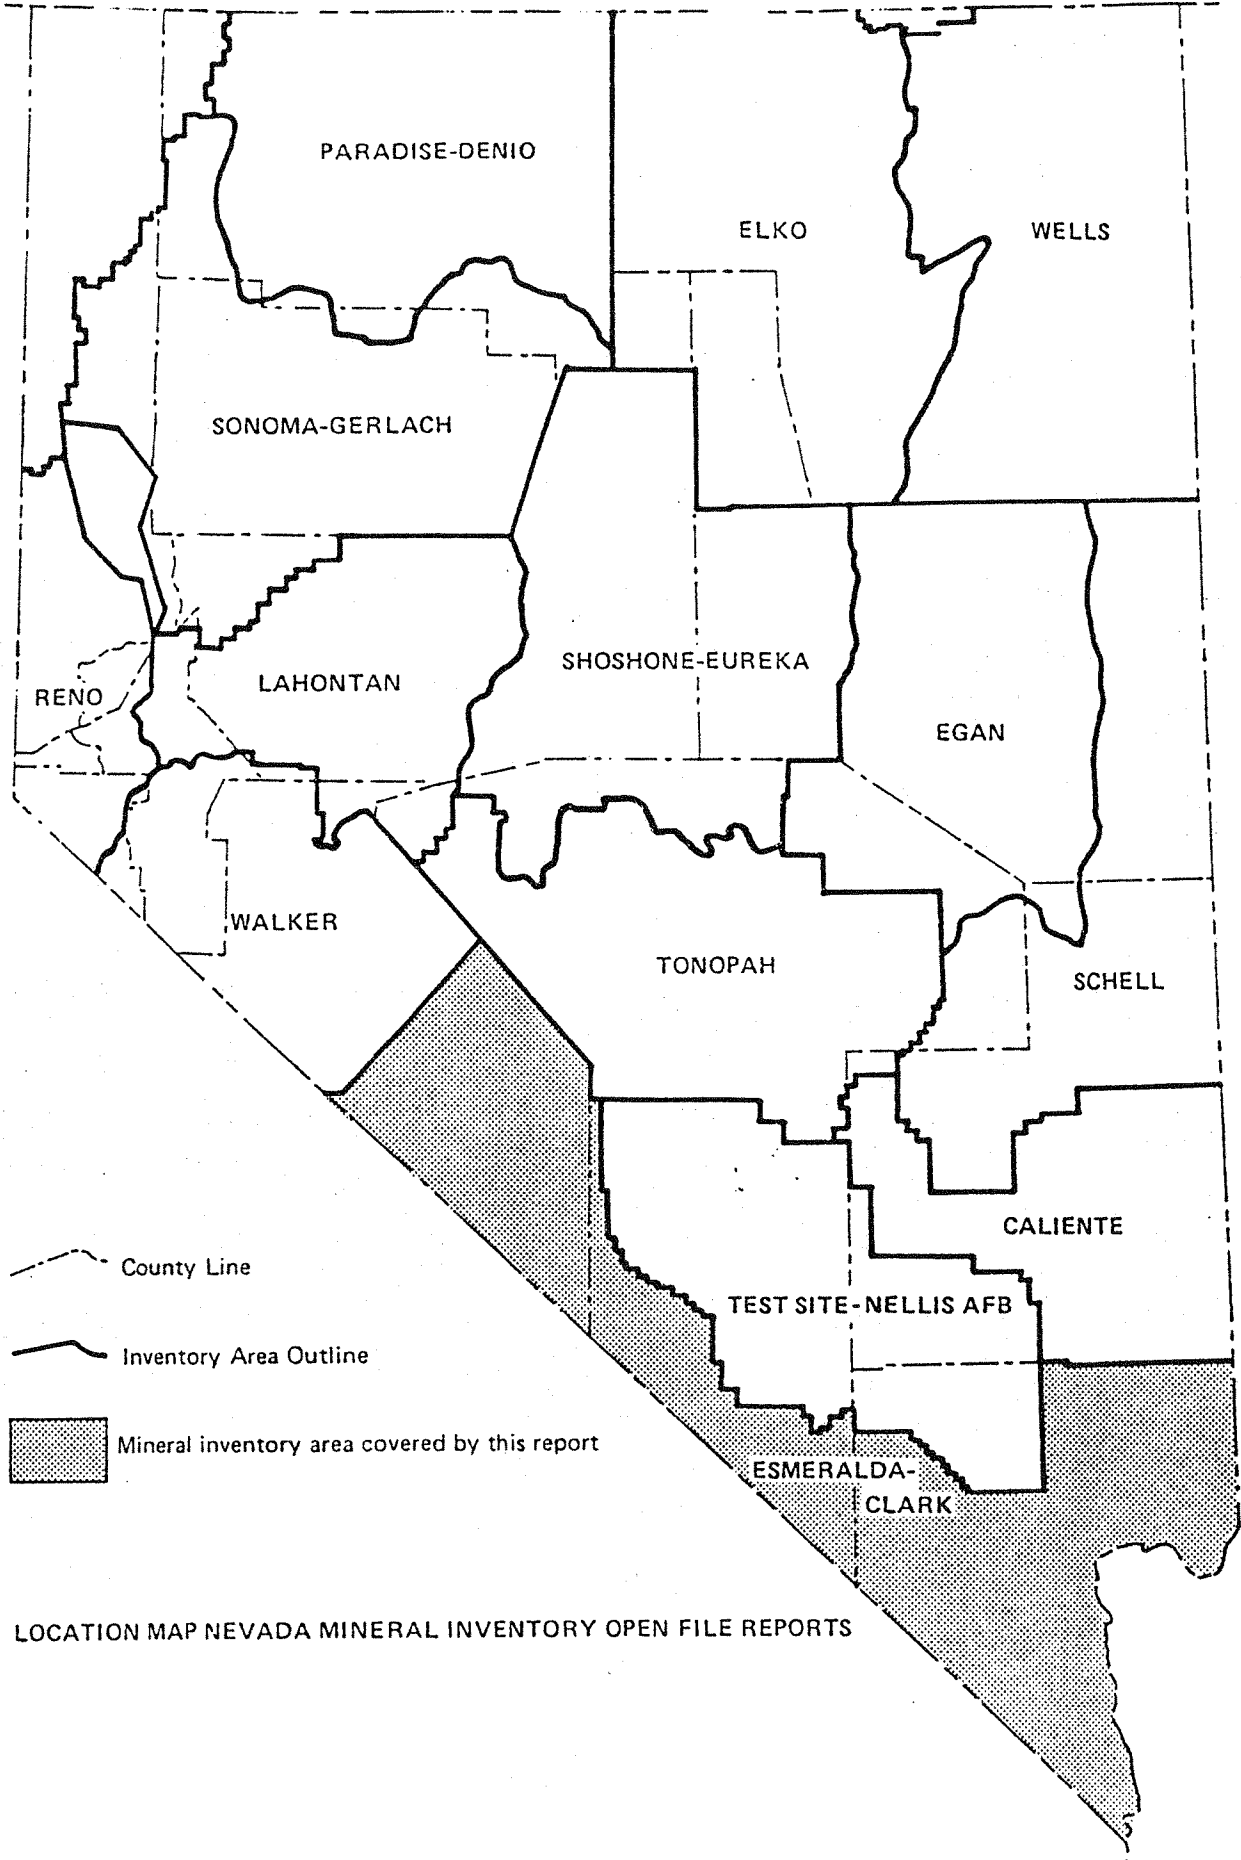 PARADISE-DENIO
ELKO
WELLS
SONOMA-GERLACH
SHOSHONE-EUREKA
LAHONTAN
RENO
EGAN
WALKER
TONOPAH
SCHELL
CALIENTE
County Line
TEST SITE-NELLIS AFB
Inventory Area Outline
Mineral inventory area covered by this report
ESMERALDA-
CLARK
LOCATION MAP NEVADA MINERAL INVENTORY OPEN FILE REPORTS